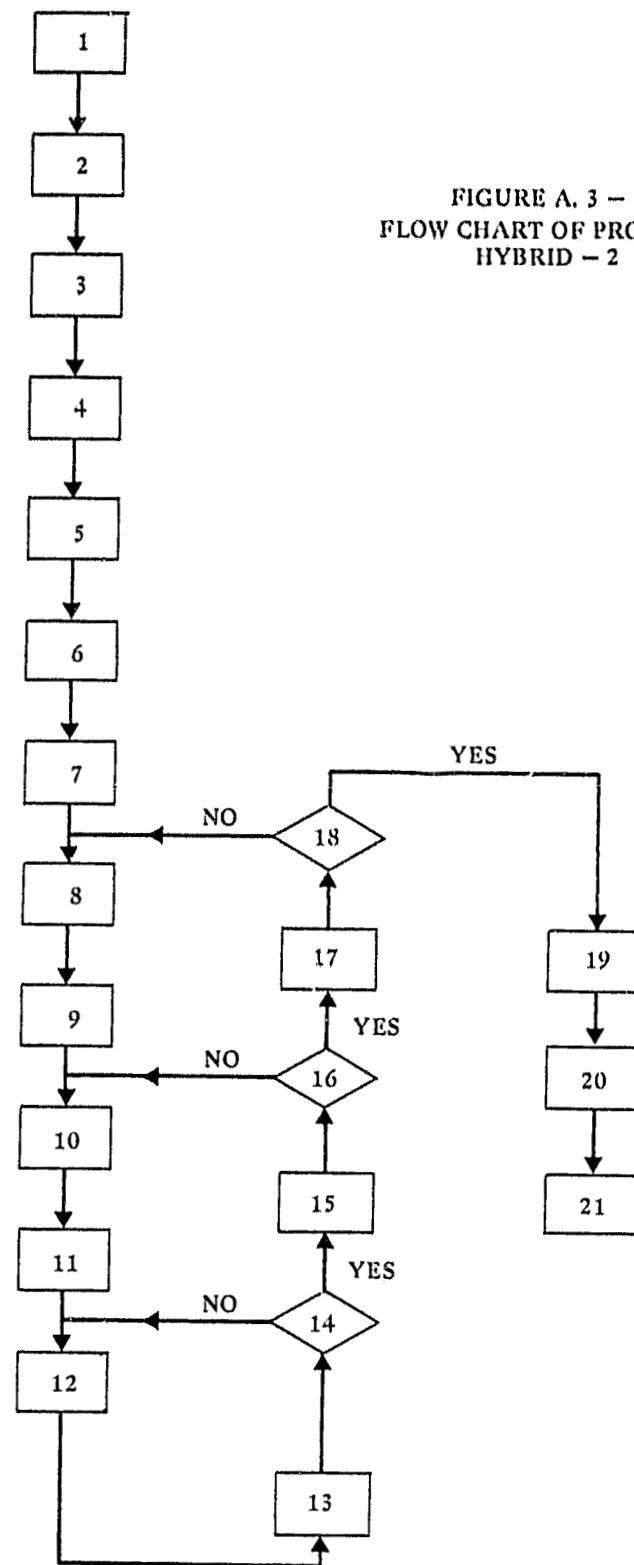 1
2
FIGURE A. 3 –
FLOW CHART OF
HYBRID – 2
3
4
5
6
7
YES
NO
18
8
17
19
9
YES
NO
16
20
10
15
21
11
YES
NO
14
12
13